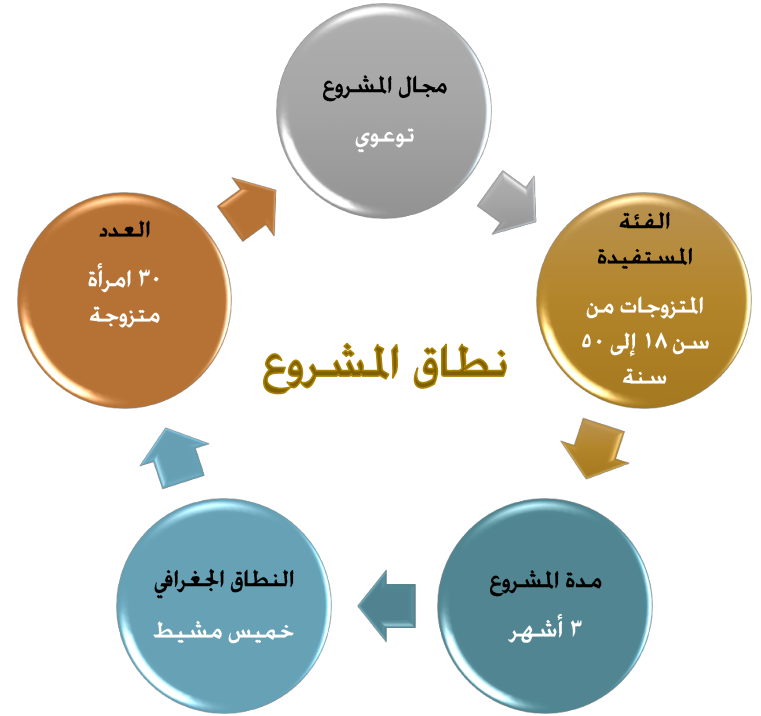 مجال المشروع
توعوي
الفئة
المستفيدة
المتزوجات من
سن ١٨ إلى ٥٠
سنة
مدة المشروع
٣ أشهر
النطاق الجغرافي
خميس مشيط
العدد
٣٠ امرأة
متزوجة
نطاق المشروع